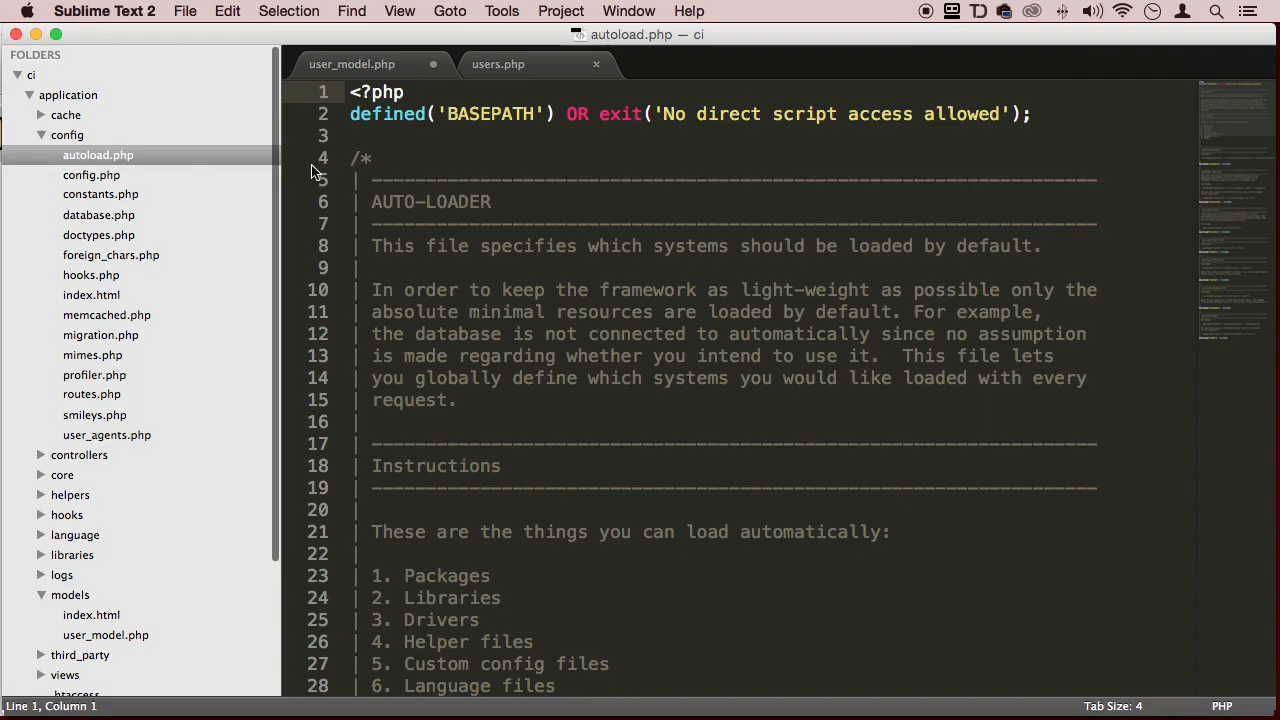 Sublime Text 2 File Edit Selection Find View Goto Tools Project Window Help
autoload.php — ci
FOLDERS
ci
application
cache
config
autoload.php
config.php
constants.php
database.php
doctypes.php
foreign_chars.php
hooks.php
index.html
memcached.php
migration.php
mimes.php
profiler.php
routes.php
smileys.php
user_agents.php
controllers
core
helpers
hooks
language
libraries
logs
models
index.html
user_model.php
third_party
views
.htaccess
user_model.php users.php
1 <?php
2 defined('BASEPATH') OR exit('No direct script access allowed');
3
4 /*
5 | -------------------------------------------------------------------
6 | AUTO-LOADER
7 | -------------------------------------------------------------------
8 | This file specifies which systems should be loaded by default.
9 |
10 | In order to keep the framework as light-weight as possible only the
11 | absolute minimal resources are loaded by default. For example,
12 | the database is not connected to automatically since no assumption
13 | is made regarding whether you intend to use it.  This file lets
14 | you globally define which systems you would like loaded with every
15 | request.
16 |
17 | -------------------------------------------------------------------
18 | Instructions
19 | -------------------------------------------------------------------
20 |
21 | These are the things you can load automatically:
22 |
23 | 1. Packages
24 | 2. Libraries
25 | 3. Drivers
26 | 4. Helper files
27 | 5. Custom config files
28 | 6. Language files
Line 1, Column 1 Tab Size: 4 PHP